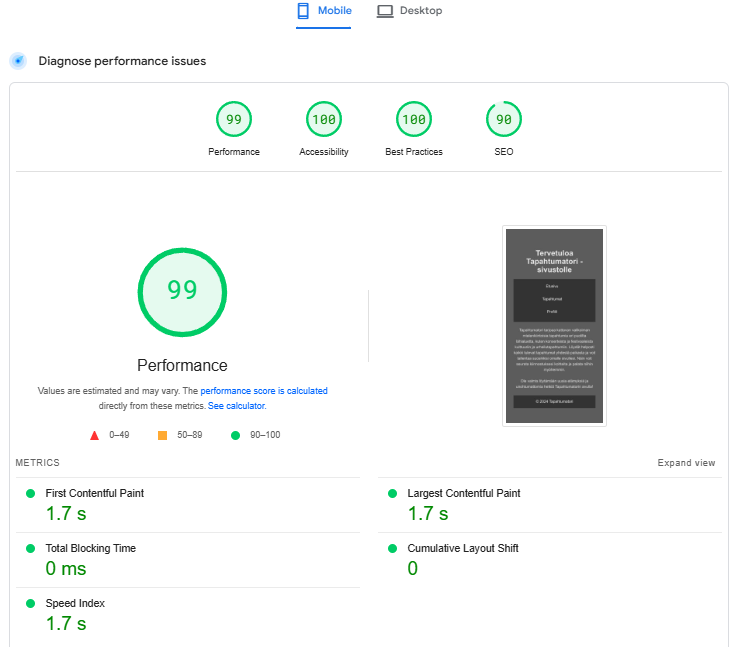 Mobile
Desktop
Diagnose performance issues
99
100
100
90
Performance
Accessibility
Best Practices
SEO
99
Performance
Values are estimated and may vary. The performance score is calculated
directly from these metrics. See calculator.
0–49
50–89
90–100
Tervetuloa
Tapahtumatori -
sivustolle
Etusivu
Tapahtumat
Profiili
© 2024 Tapahtumatori
METRICS
Expand view
First Contentful Paint
1.7 s
Largest Contentful Paint
1.7 s
Total Blocking Time
0 ms
Cumulative Layout Shift
0
Speed Index
1.7 s